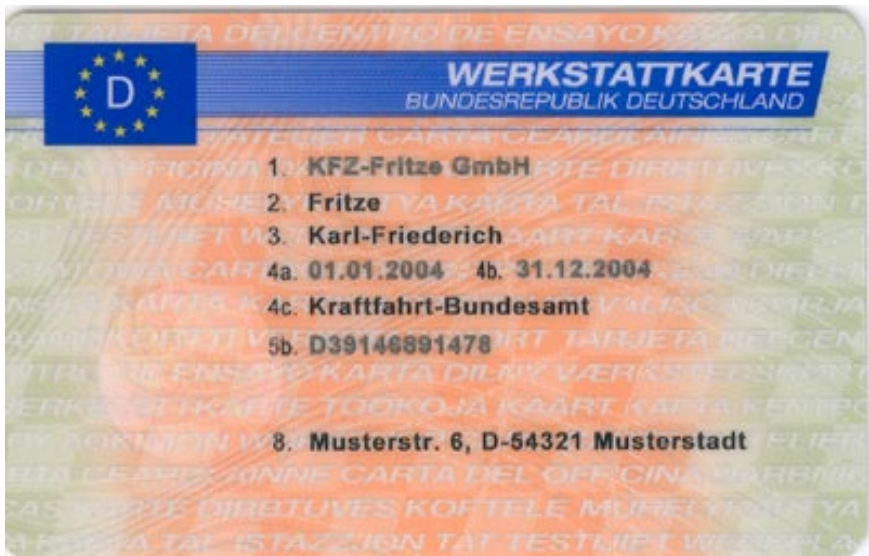 D
WERKSTATTKARTE
BUNDESREPUBLIK DEUTSCHLAND
1. KFZ-Fritze GmbH
2. Fritze
3. Karl-Friederich
4a. 01.01.2004 4b. 31.12.2004
4c. Kraftfahrt-Bundesamt
5b. D39146891478
8. Musterstr. 6, D-54321 Musterstadt